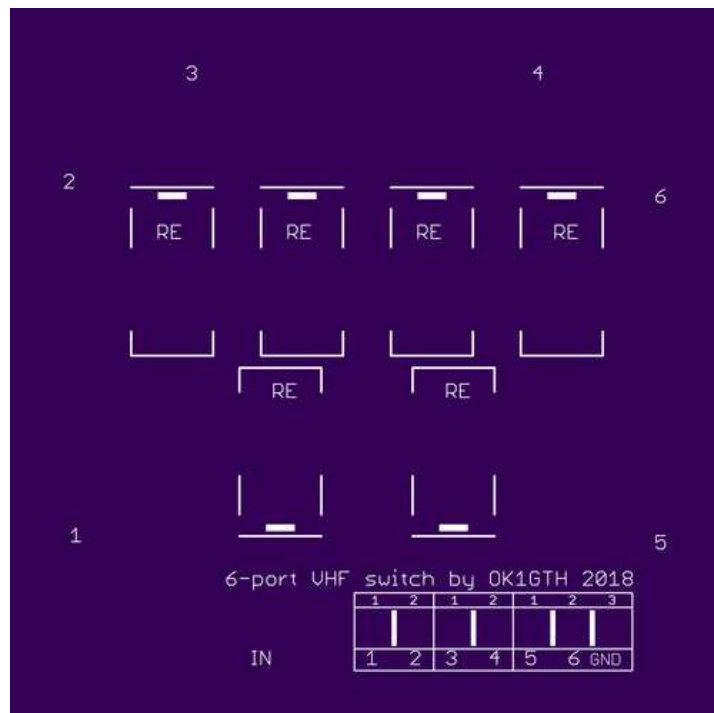 3 4
2 6
RE RE RE RE
RE RE
1 5
6-port VHF switch by OK1GTH 2018
1 2 1 2 1 2 3
IN 1 2 3 4 5 6 GND